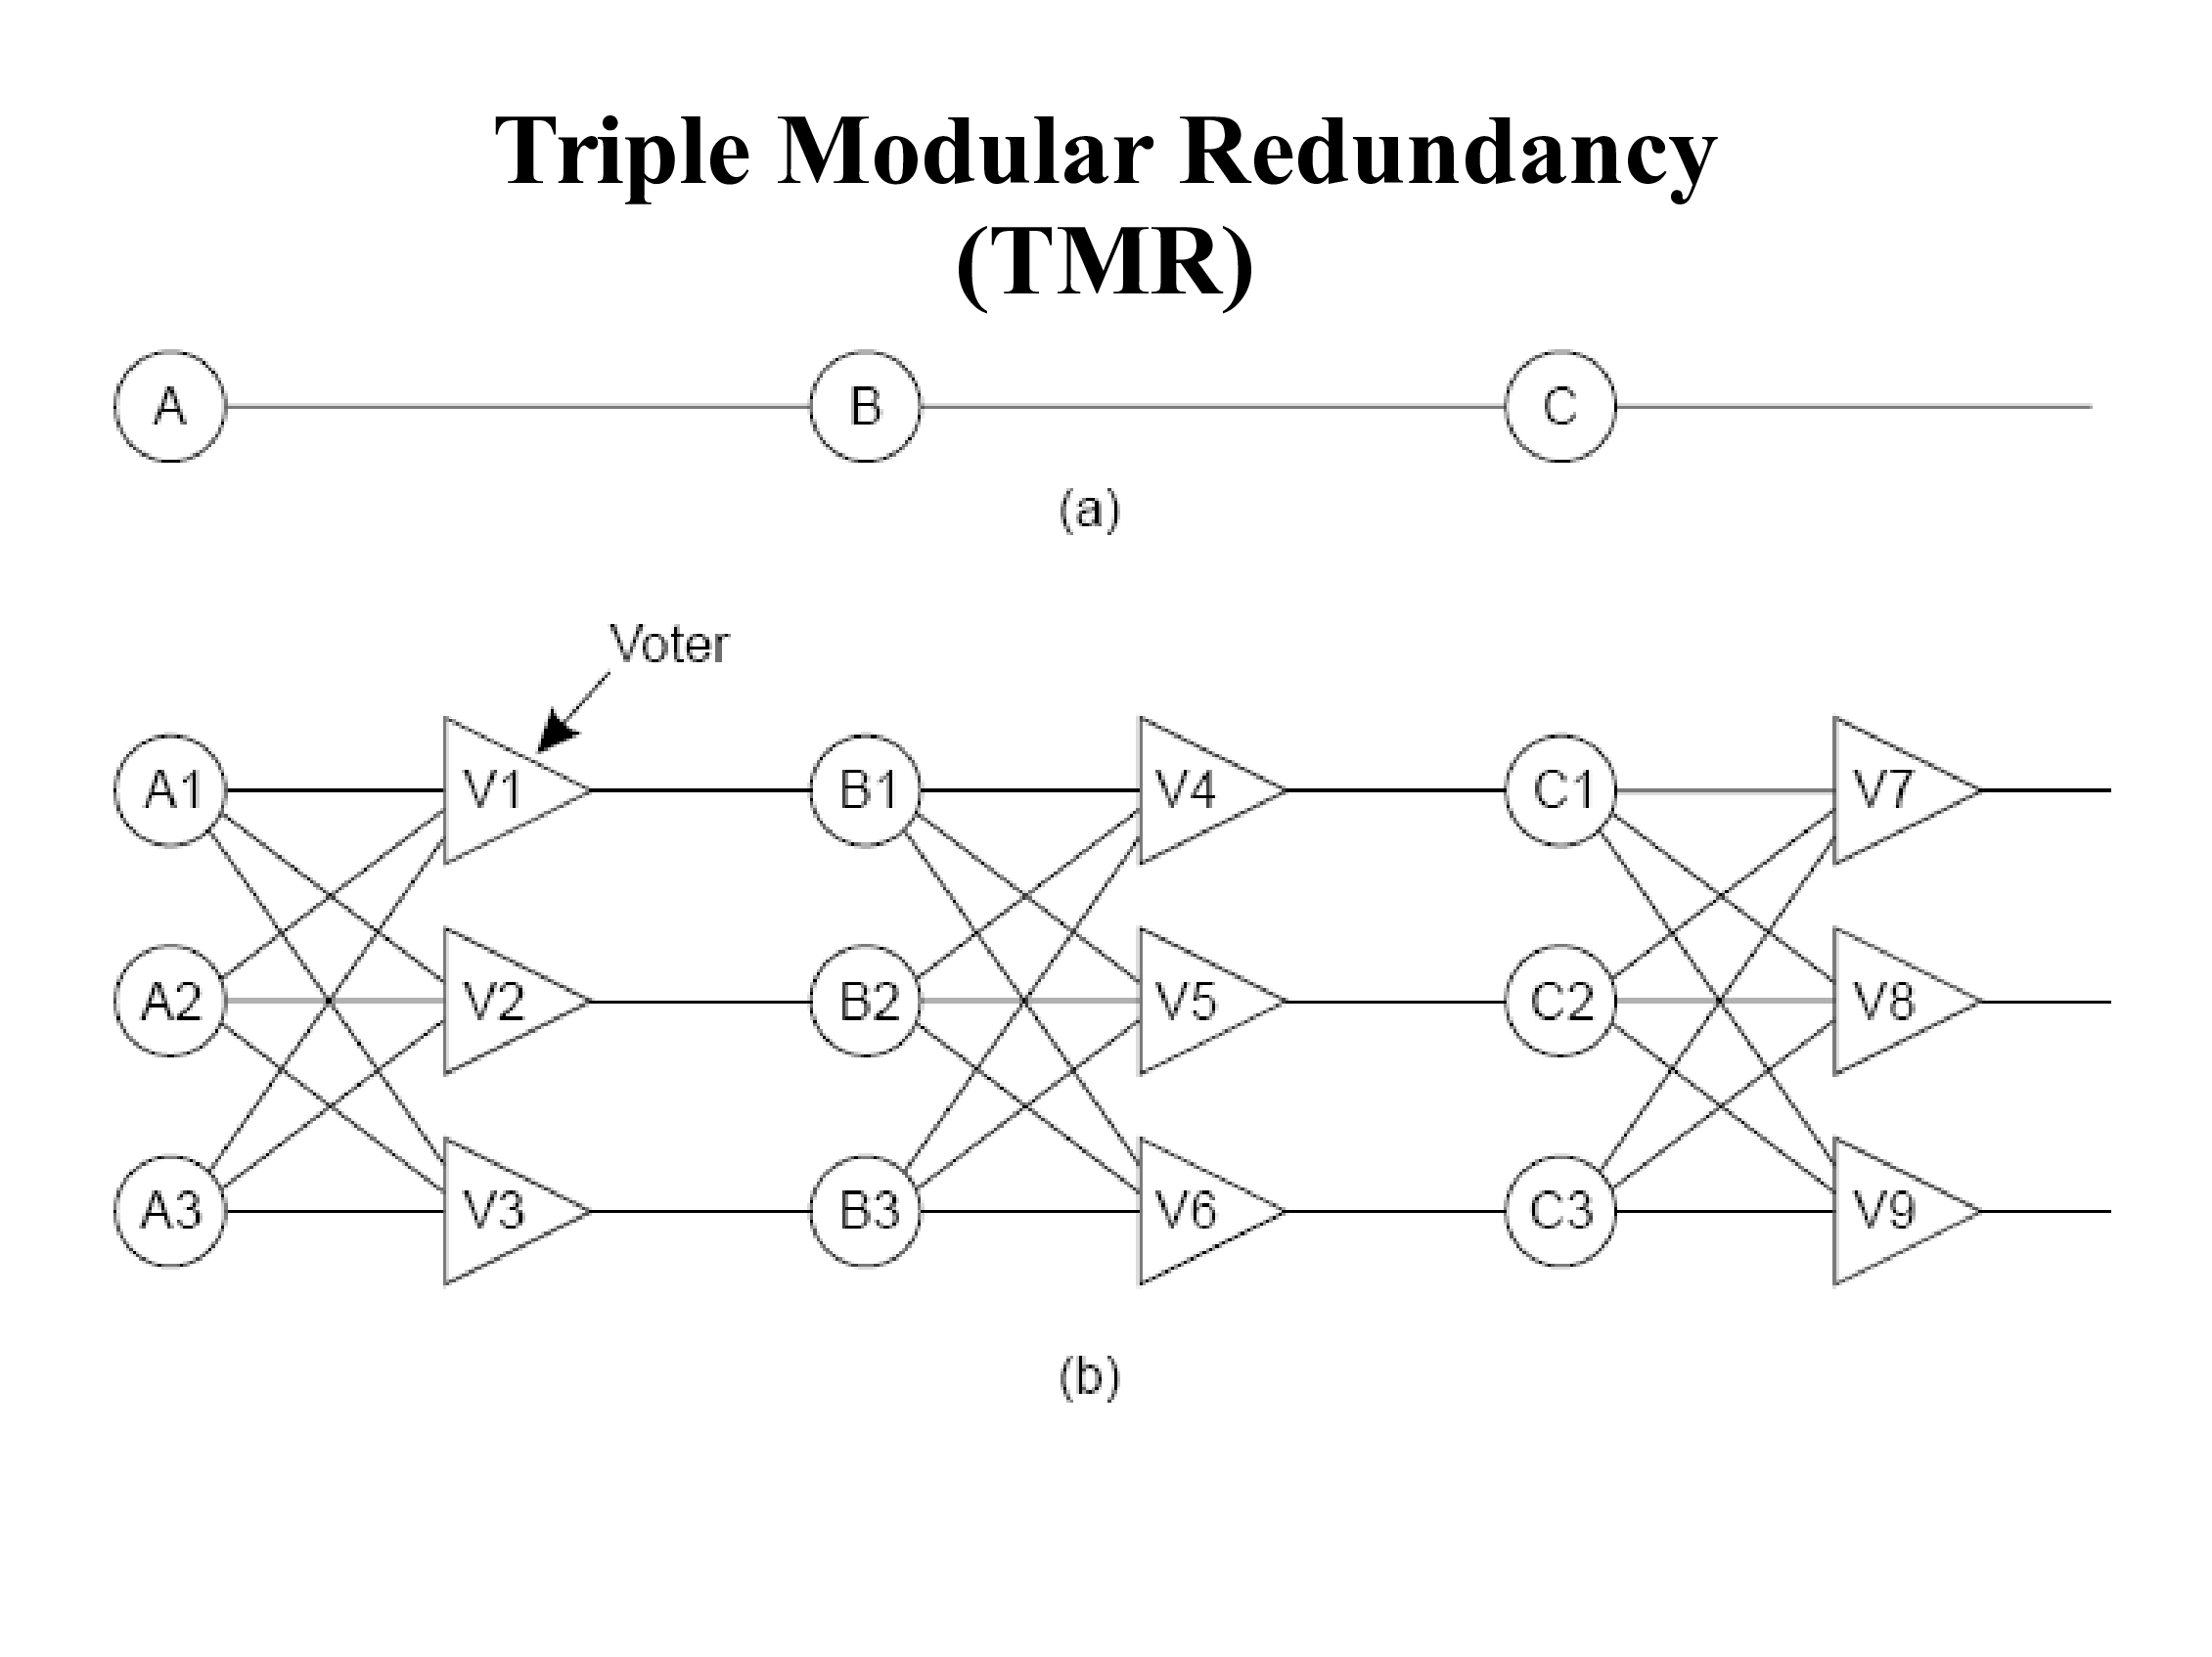 Triple Modular Redundancy
(TMR)
A B C
(a)
Voter
A1 V1 B1 V4 C1 V7
A2 V2 B2 V5 C2 V8
A3 V3 B3 V6 C3 V9
(b)